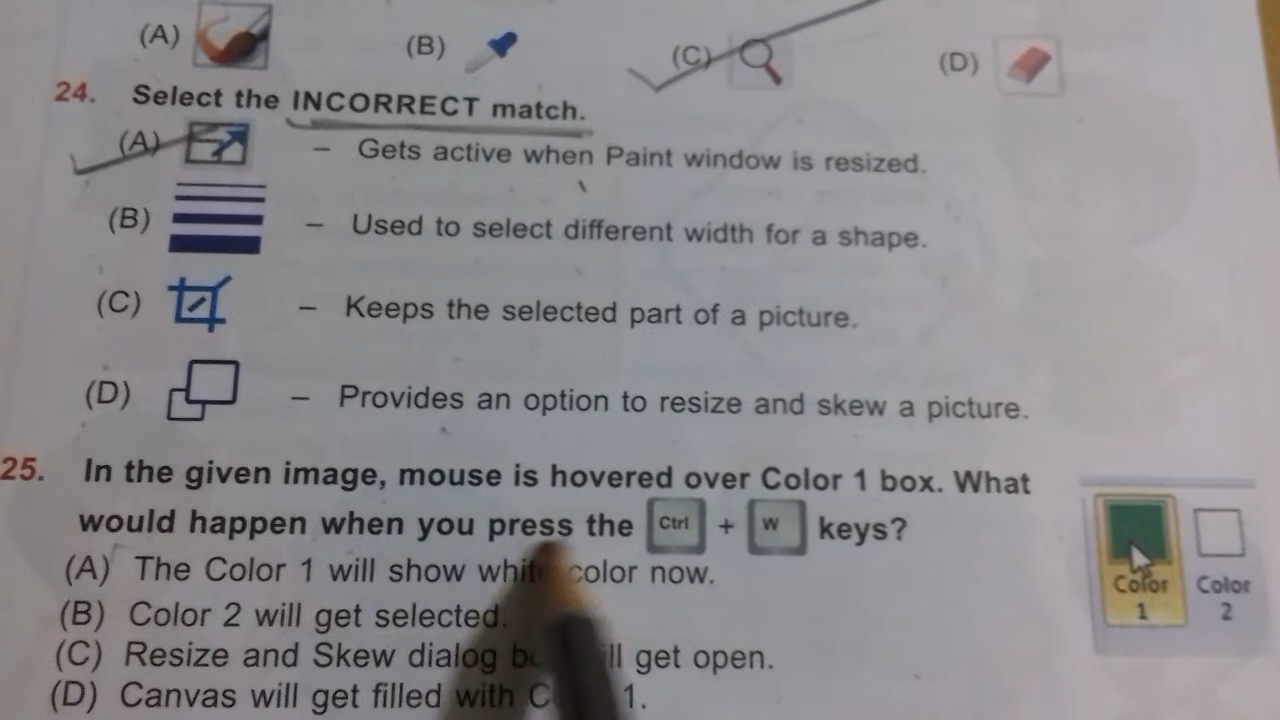 (A) (B) (C) (D)
24. Select the INCORRECT match.
(A) – Gets active when Paint window is resized.
(B) – Used to select different width for a shape.
(C) – Keeps the selected part of a picture.
(D) – Provides an option to resize and skew a picture.
25. In the given image, mouse is hovered over Color 1 box. What
would happen when you press the Ctrl + W keys?
(A) The Color 1 will show white color now.
(B) Color 2 will get selected.
(C) Resize and Skew dialog will get open.
(D) Canvas will get filled with 1.
Color 1
Color 2